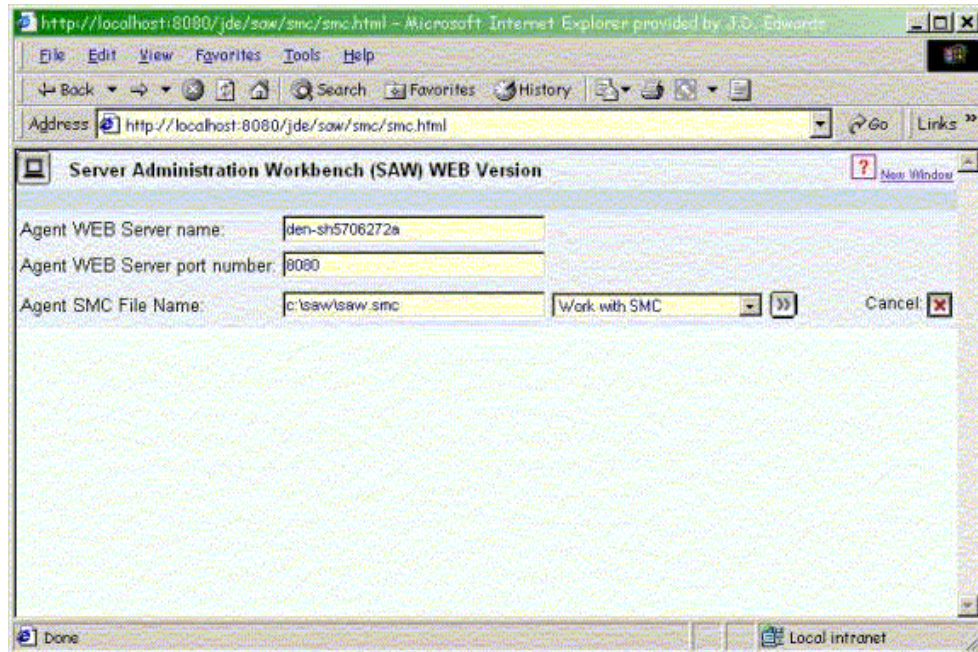 http://localhost:8080/jde/saw/smc/smc.html - Microsoft Internet Explorer provided by J.D. Edwards
File Edit View Favorites Tools Help
Back Search Favorites History
Address http://localhost:8080/jde/saw/smc/smc.html Go Links »
Server Administration Workbench (SAW) WEB Version ? New Window
Agent WEB Server name: den-sh5706272a
Agent WEB Server port number: 8080
Agent SMC File Name: c:\saw\saw.smc Work with SMC >> Cancel:
Done Local intranet